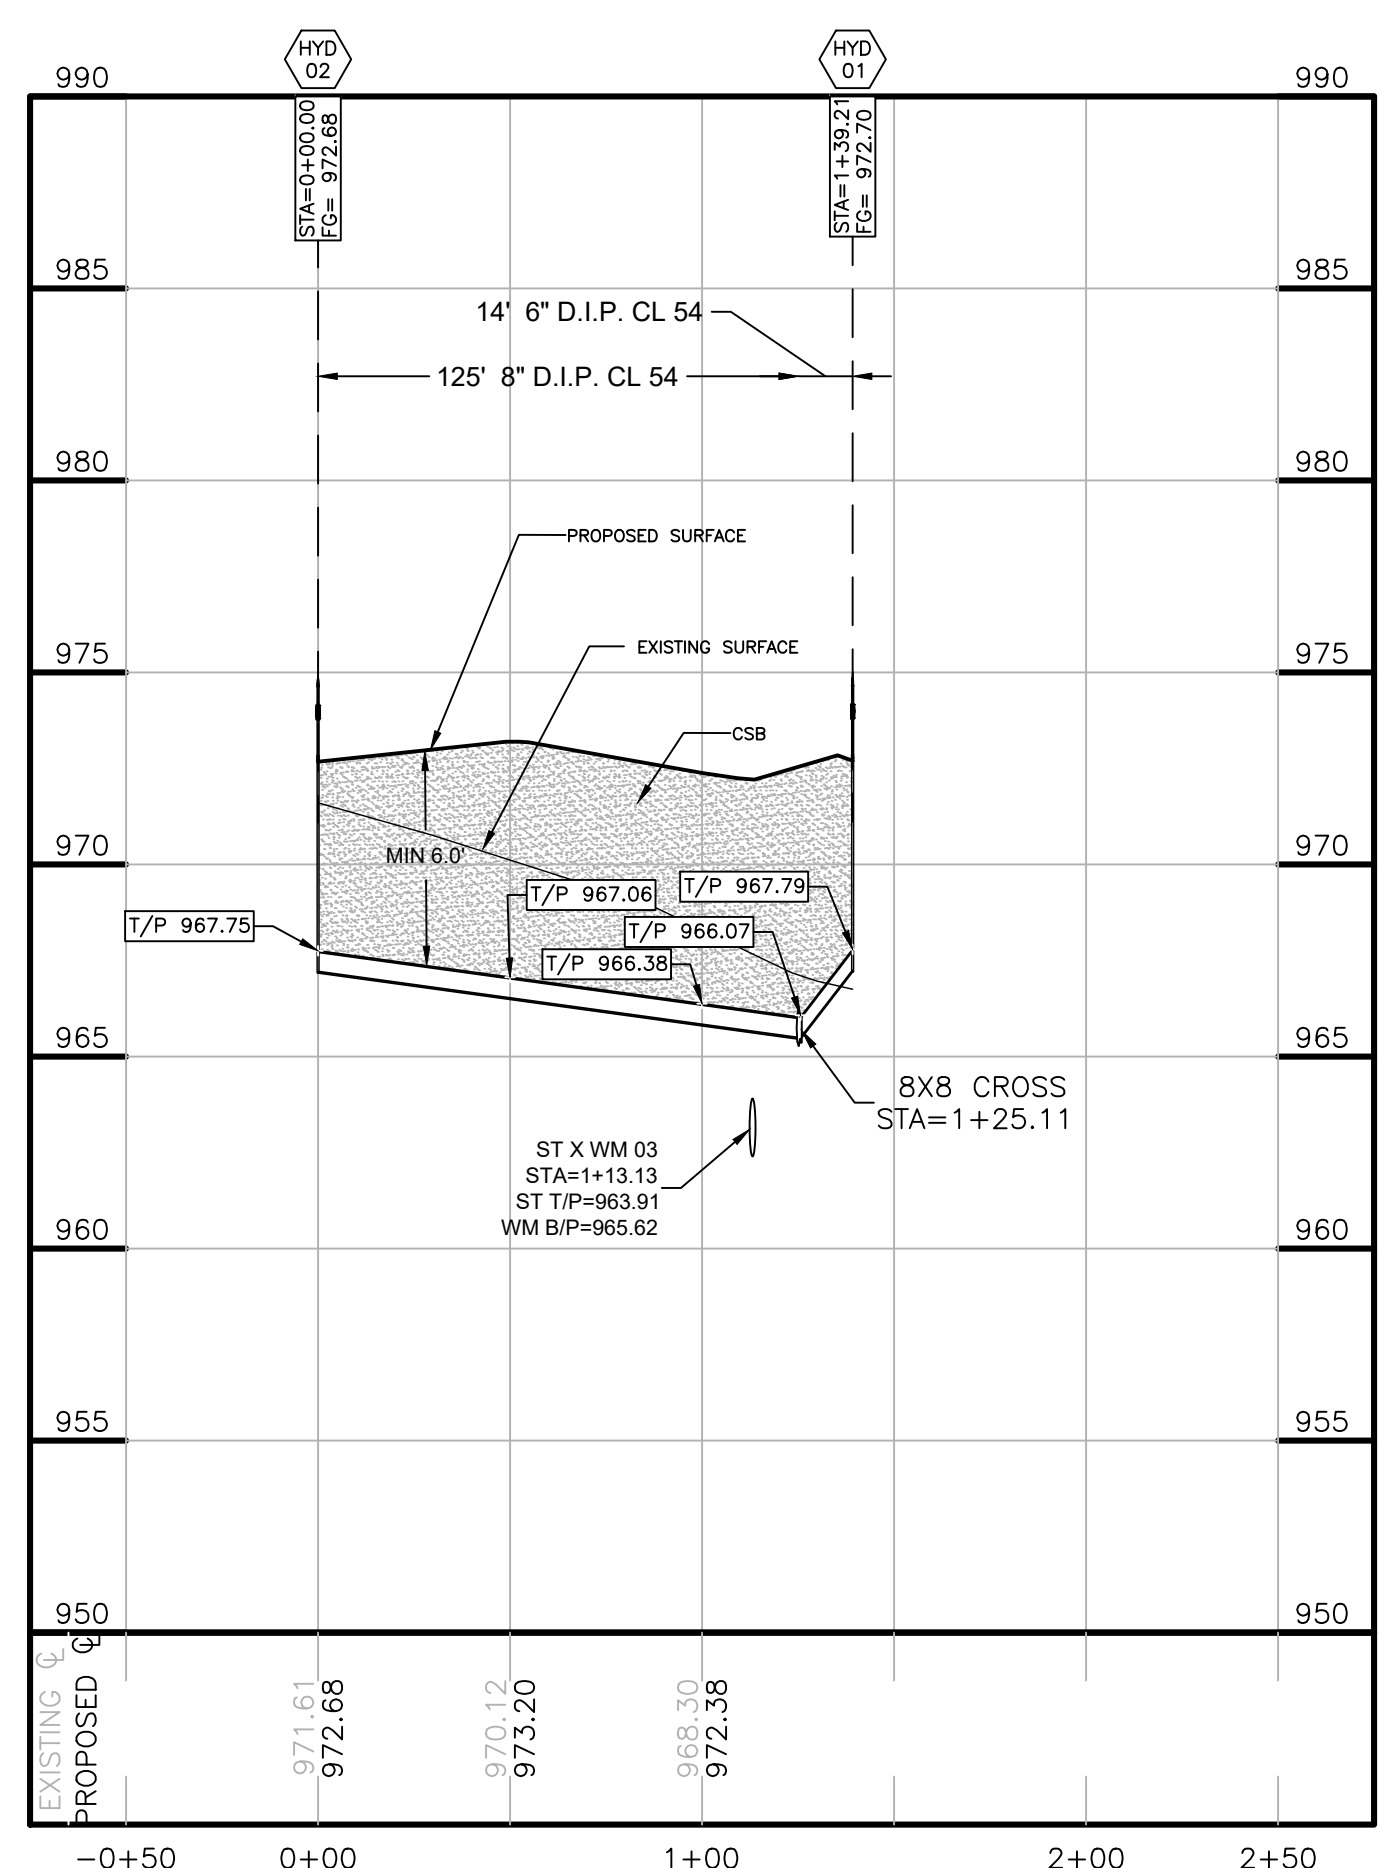 HYD
02
HYD
01
990
990
STA=0+00.00
FG= 972.68
STA=1+39.21
FG= 972.70
985
985
14' 6" D.I.P. CL 54
125' 8" D.I.P. CL 54
980
980
PROPOSED SURFACE
EXISTING SURFACE
975
975
CSB
MIN 6.0'
970
970
T/P 967.06
T/P 967.79
T/P 967.75
T/P 966.07
T/P 966.38
965
965
8X8 CROSS
STA=1+25.11
ST X WM 03
STA=1+13.13
ST T/P=963.91
WM B/P=965.62
960
960
955
955
950
950
EXISTING ℄
PROPOSED ℄
971.61
972.68
970.12
973.20
968.30
972.38
-0+50
0+00
1+00
2+00
2+50